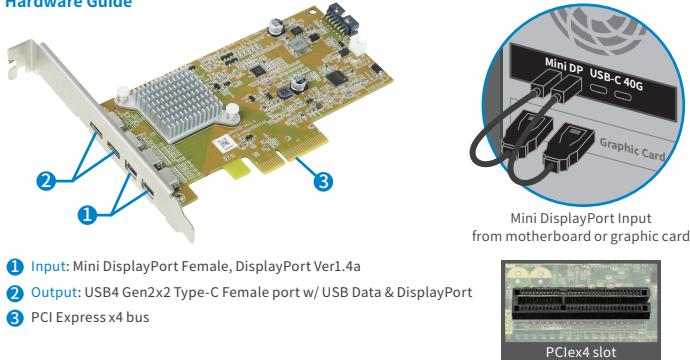 Hardware Guide
2
1
3
Mini DP USB-C 40G
Graphic Card
Mini DisplayPort Input
from motherboard or graphic card
1 Input: Mini DisplayPort Female, DisplayPort Ver1.4a
2 Output: USB4 Gen2x2 Type-C Female port w/ USB Data & DisplayPort
3 PCI Express x4 bus
PCIex4 slot